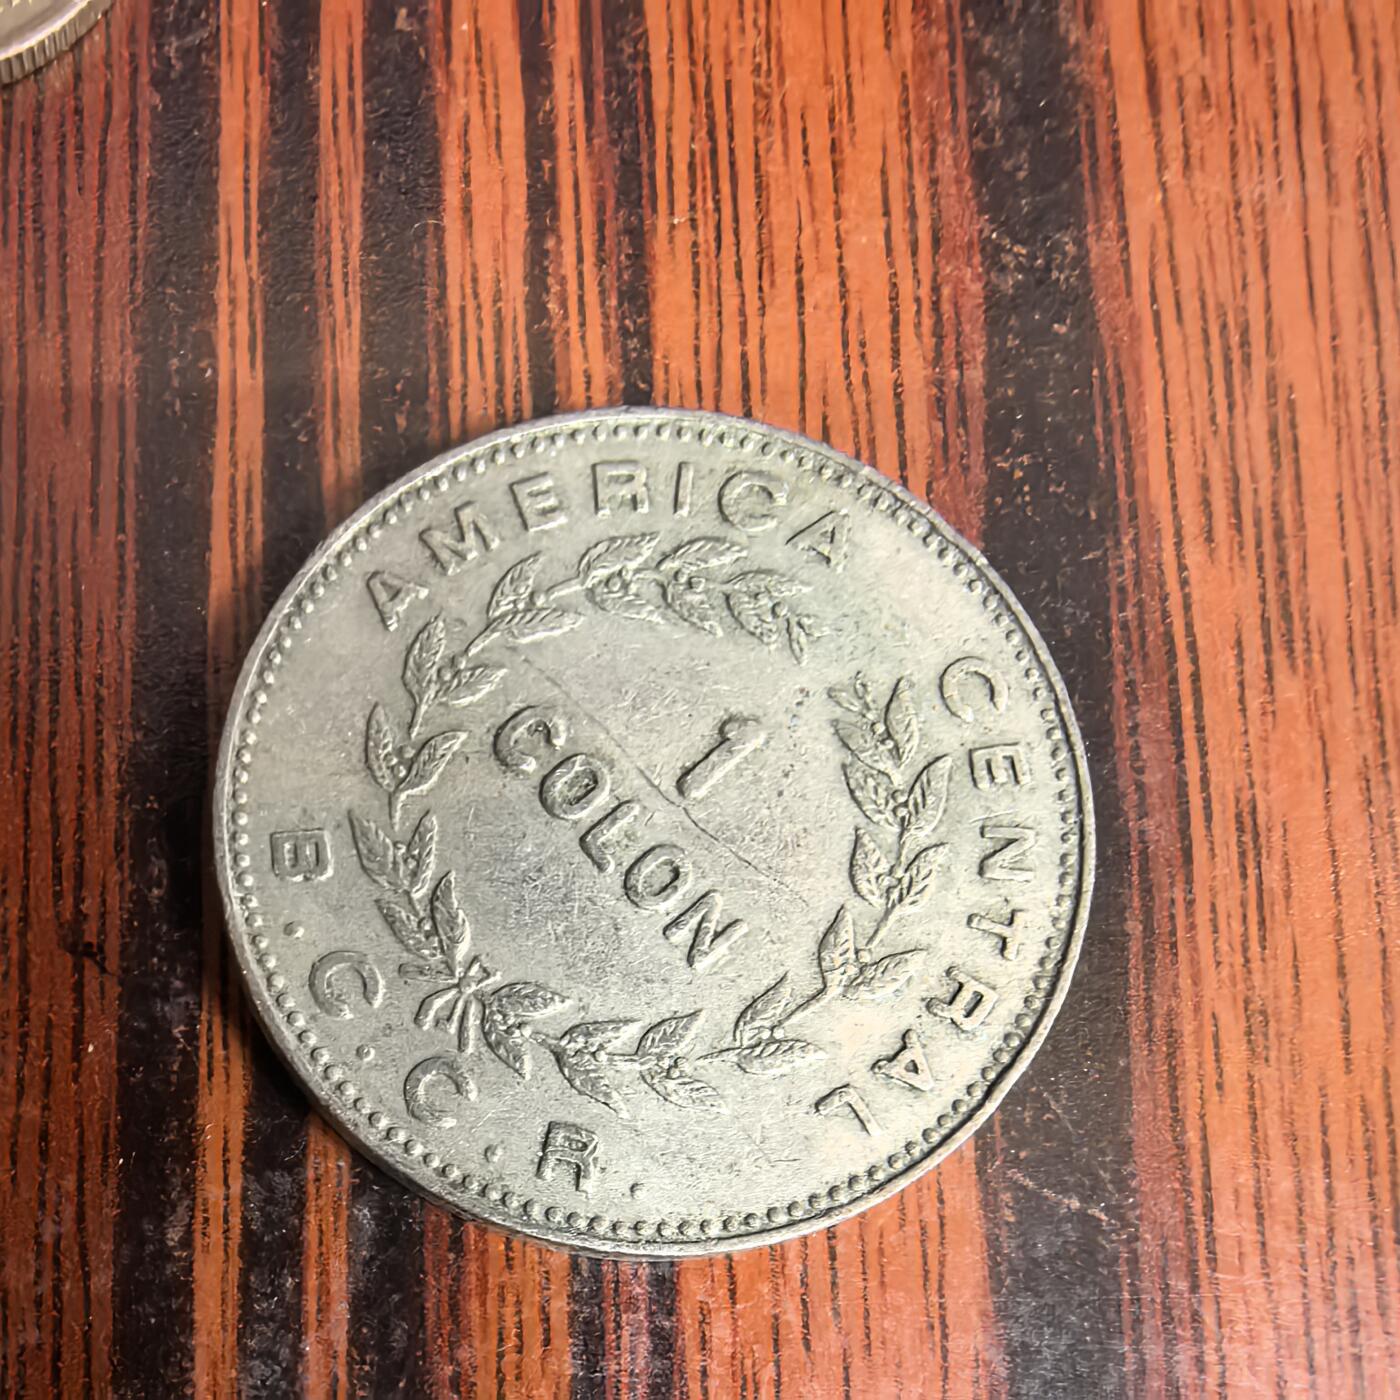 AMERICA CENTRAL
1
COLON
B.C.C.R.